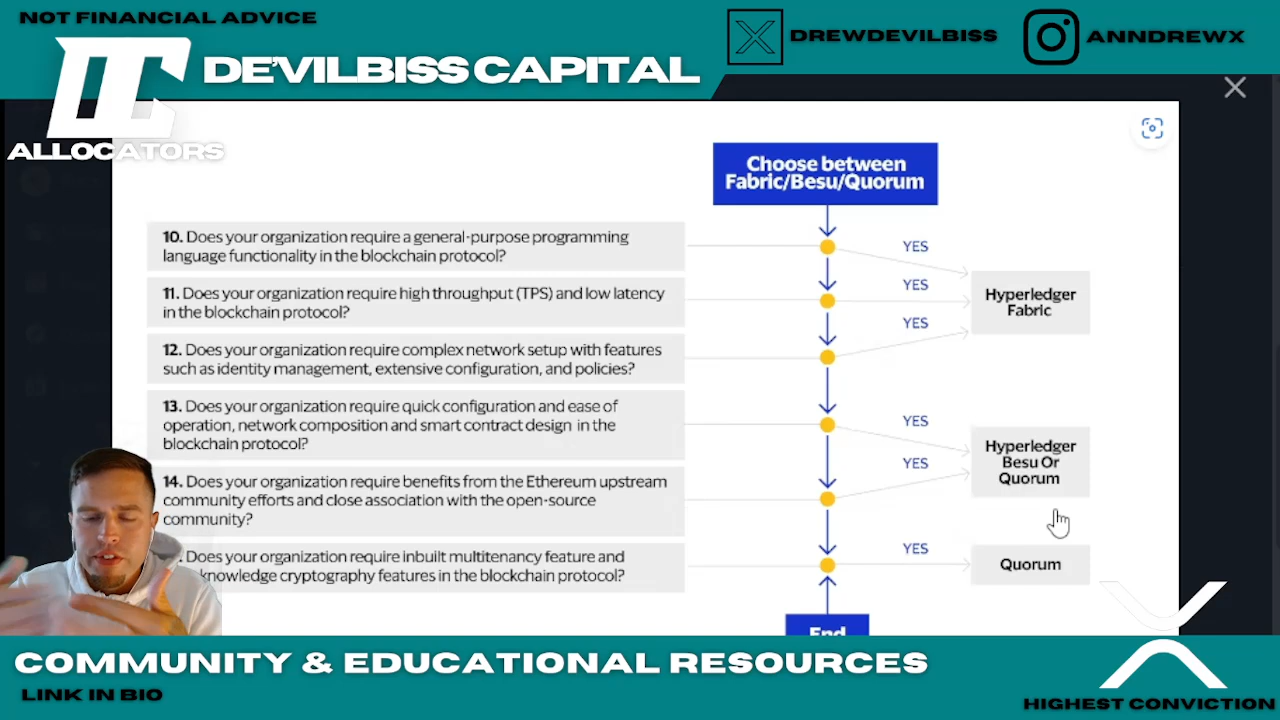 NOT FINANCIAL ADVICE
DE'VILBISS CAPITAL
ALLOCATORS
DREWDEVILBISS
ANNDREWX
Choose between
Fabric/Besu/Quorum
10. Does your organization require a general-purpose programming
language functionality in the blockchain protocol?
YES
11. Does your organization require high throughput (TPS) and low latency
in the blockchain protocol?
YES
Hyperledger
Fabric
12. Does your organization require complex network setup with features
such as identity management, extensive configuration, and policies?
YES
13. Does your organization require quick configuration and ease of
operation, network composition and smart contract design in the
blockchain protocol?
YES
Hyperledger
Besu Or
Quorum
14. Does your organization require benefits from the Ethereum upstream
community efforts and close association with the open-source
community?
YES
Does your organization require inbuilt multitenancy feature and
knowledge cryptography features in the blockchain protocol?
YES
Quorum
End
COMMUNITY & EDUCATIONAL RESOURCES
LINK IN BIO
HIGHEST CONVICTION